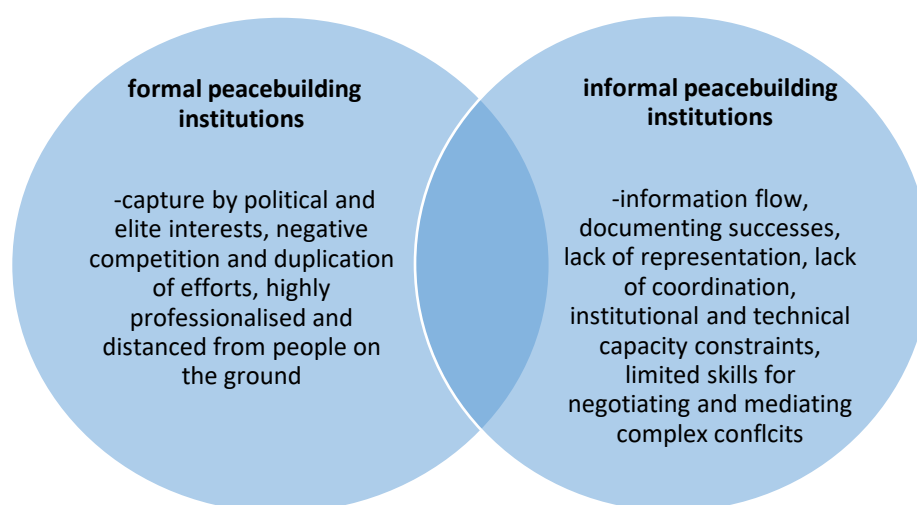 formal peacebuilding
institutions
-capture by political and
elite interests, negative
competition and duplication
of efforts, highly
professionalised and
distanced from people on
the ground
informal peacebuilding
institutions
-information flow,
documenting successes,
lack of representation, lack
of coordination,
institutional and technical
capacity constraints,
limited skills for
negotiating and mediating
complex conflcits